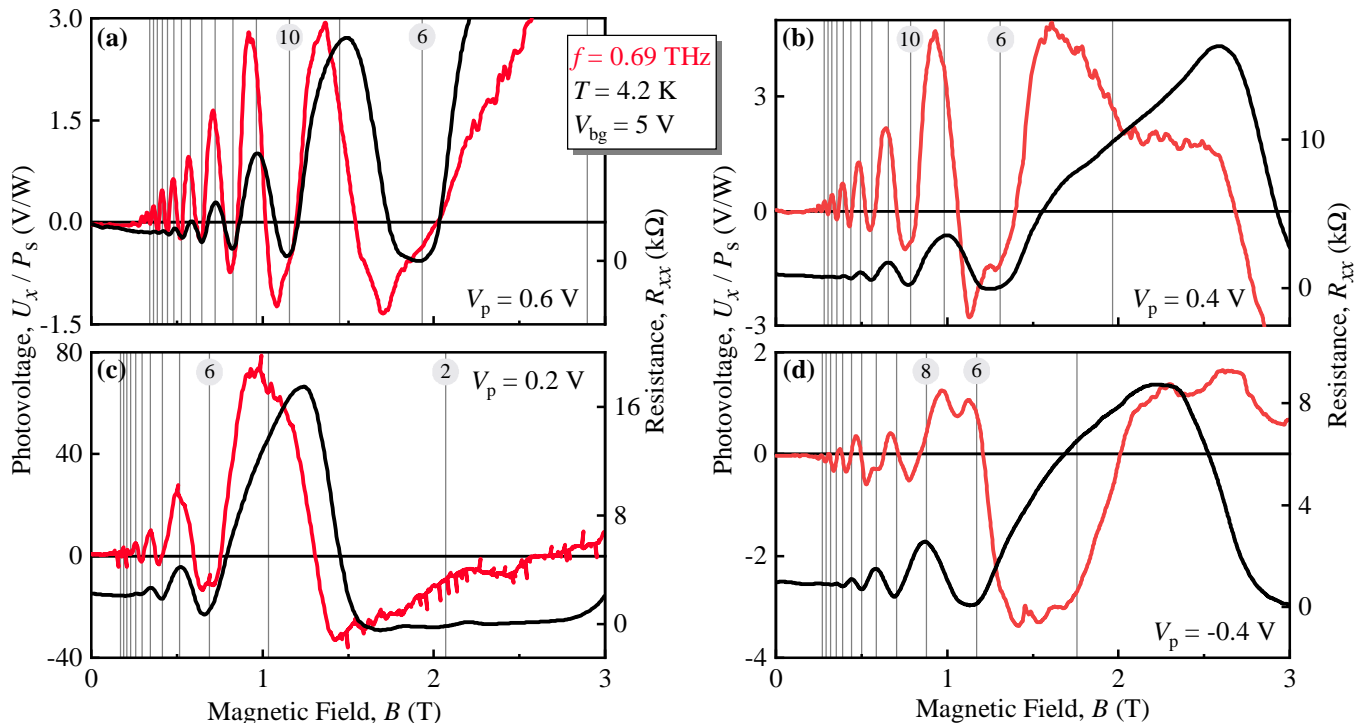 (a)
10
6
f = 0.69 THz
T = 4.2 K
V_bg = 5 V
V_p = 0.6 V
3.0
1.5
0.0
-1.5
0
Photovoltage, U_x / P_s (V/W)
Resistance, R_xx (kΩ)
(b)
10
6
V_p = 0.4 V
3
0
-3
10
0
Photovoltage, U_x / P_s (V/W)
Resistance, R_xx (kΩ)
(c)
6
2
V_p = 0.2 V
80
40
0
-40
16
8
0
0
1
2
3
Magnetic Field, B (T)
(d)
8
6
V_p = -0.4 V
2
0
-2
-4
8
4
0
0
1
2
3
Magnetic Field, B (T)